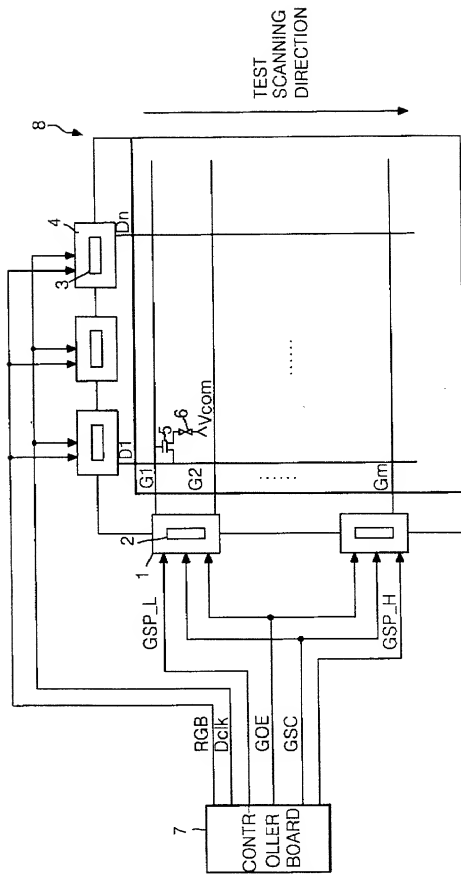 8
TEST
SCANNING
DIRECTION
4
3
Dn
D1
5
6
Vcom
G1
G2
......
......
Gm
2
1
GSP_L
GSP_H
RGB
Dclk
GOE
GSC
7
CONTR
OLLER
BOARD